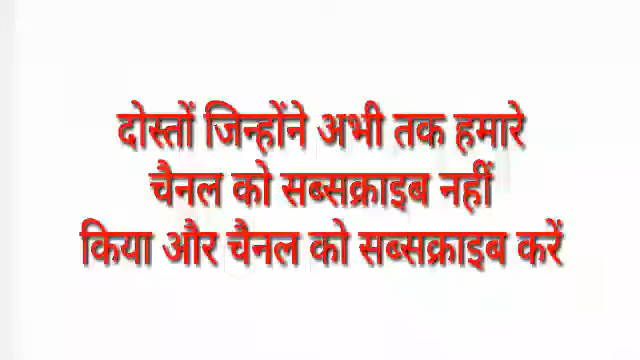 दोस्तों जिन्होंने अभी तक हमारे
चैनल को सब्सक्राइब नहीं
किया और चैनल को सब्सक्राइब करें